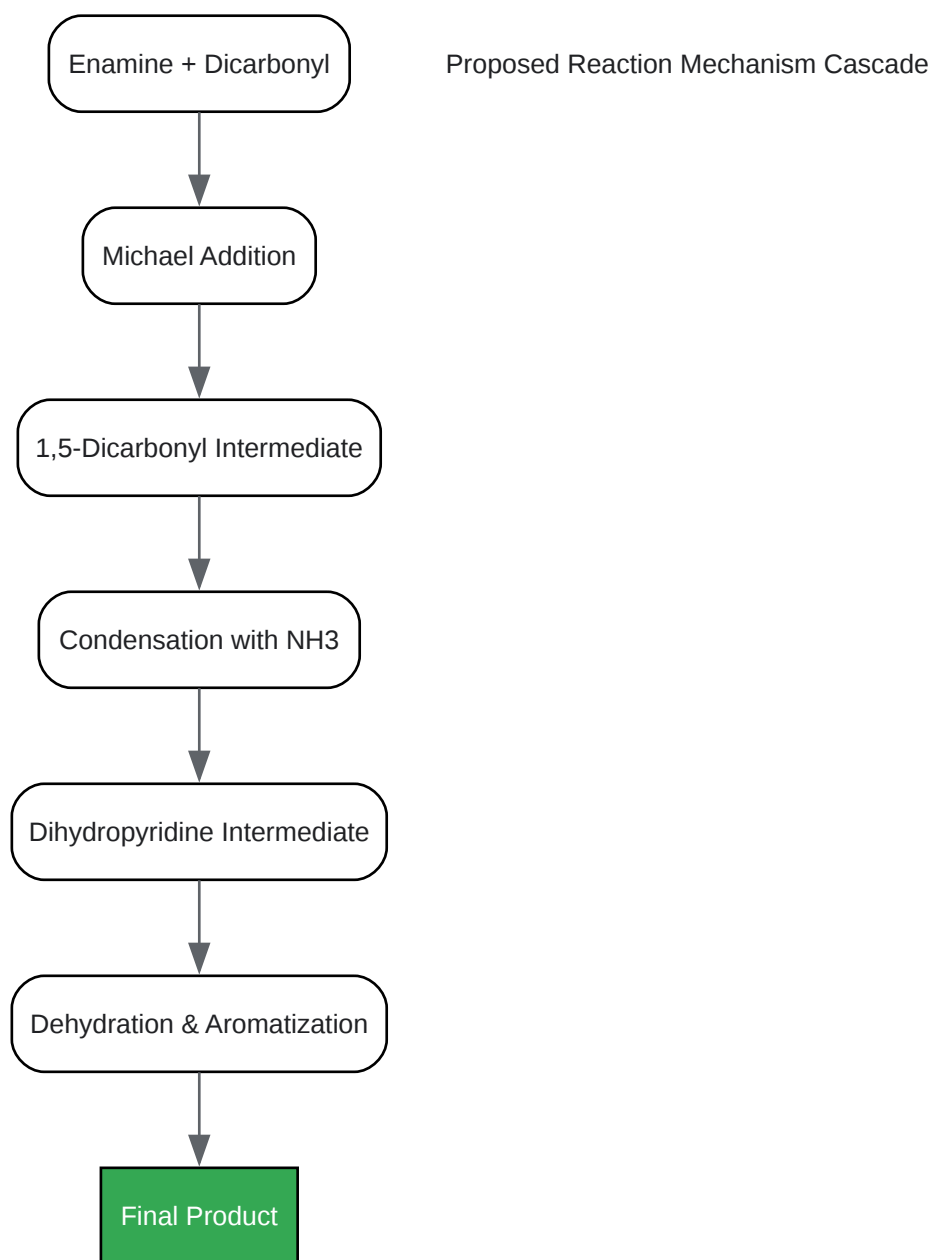 Enamine + Dicarbonyl
Proposed Reaction Mechanism Cascade
Michael Addition
1,5-Dicarbonyl Intermediate
Condensation with NH3
Dihydropyridine Intermediate
Dehydration & Aromatization
Final Product